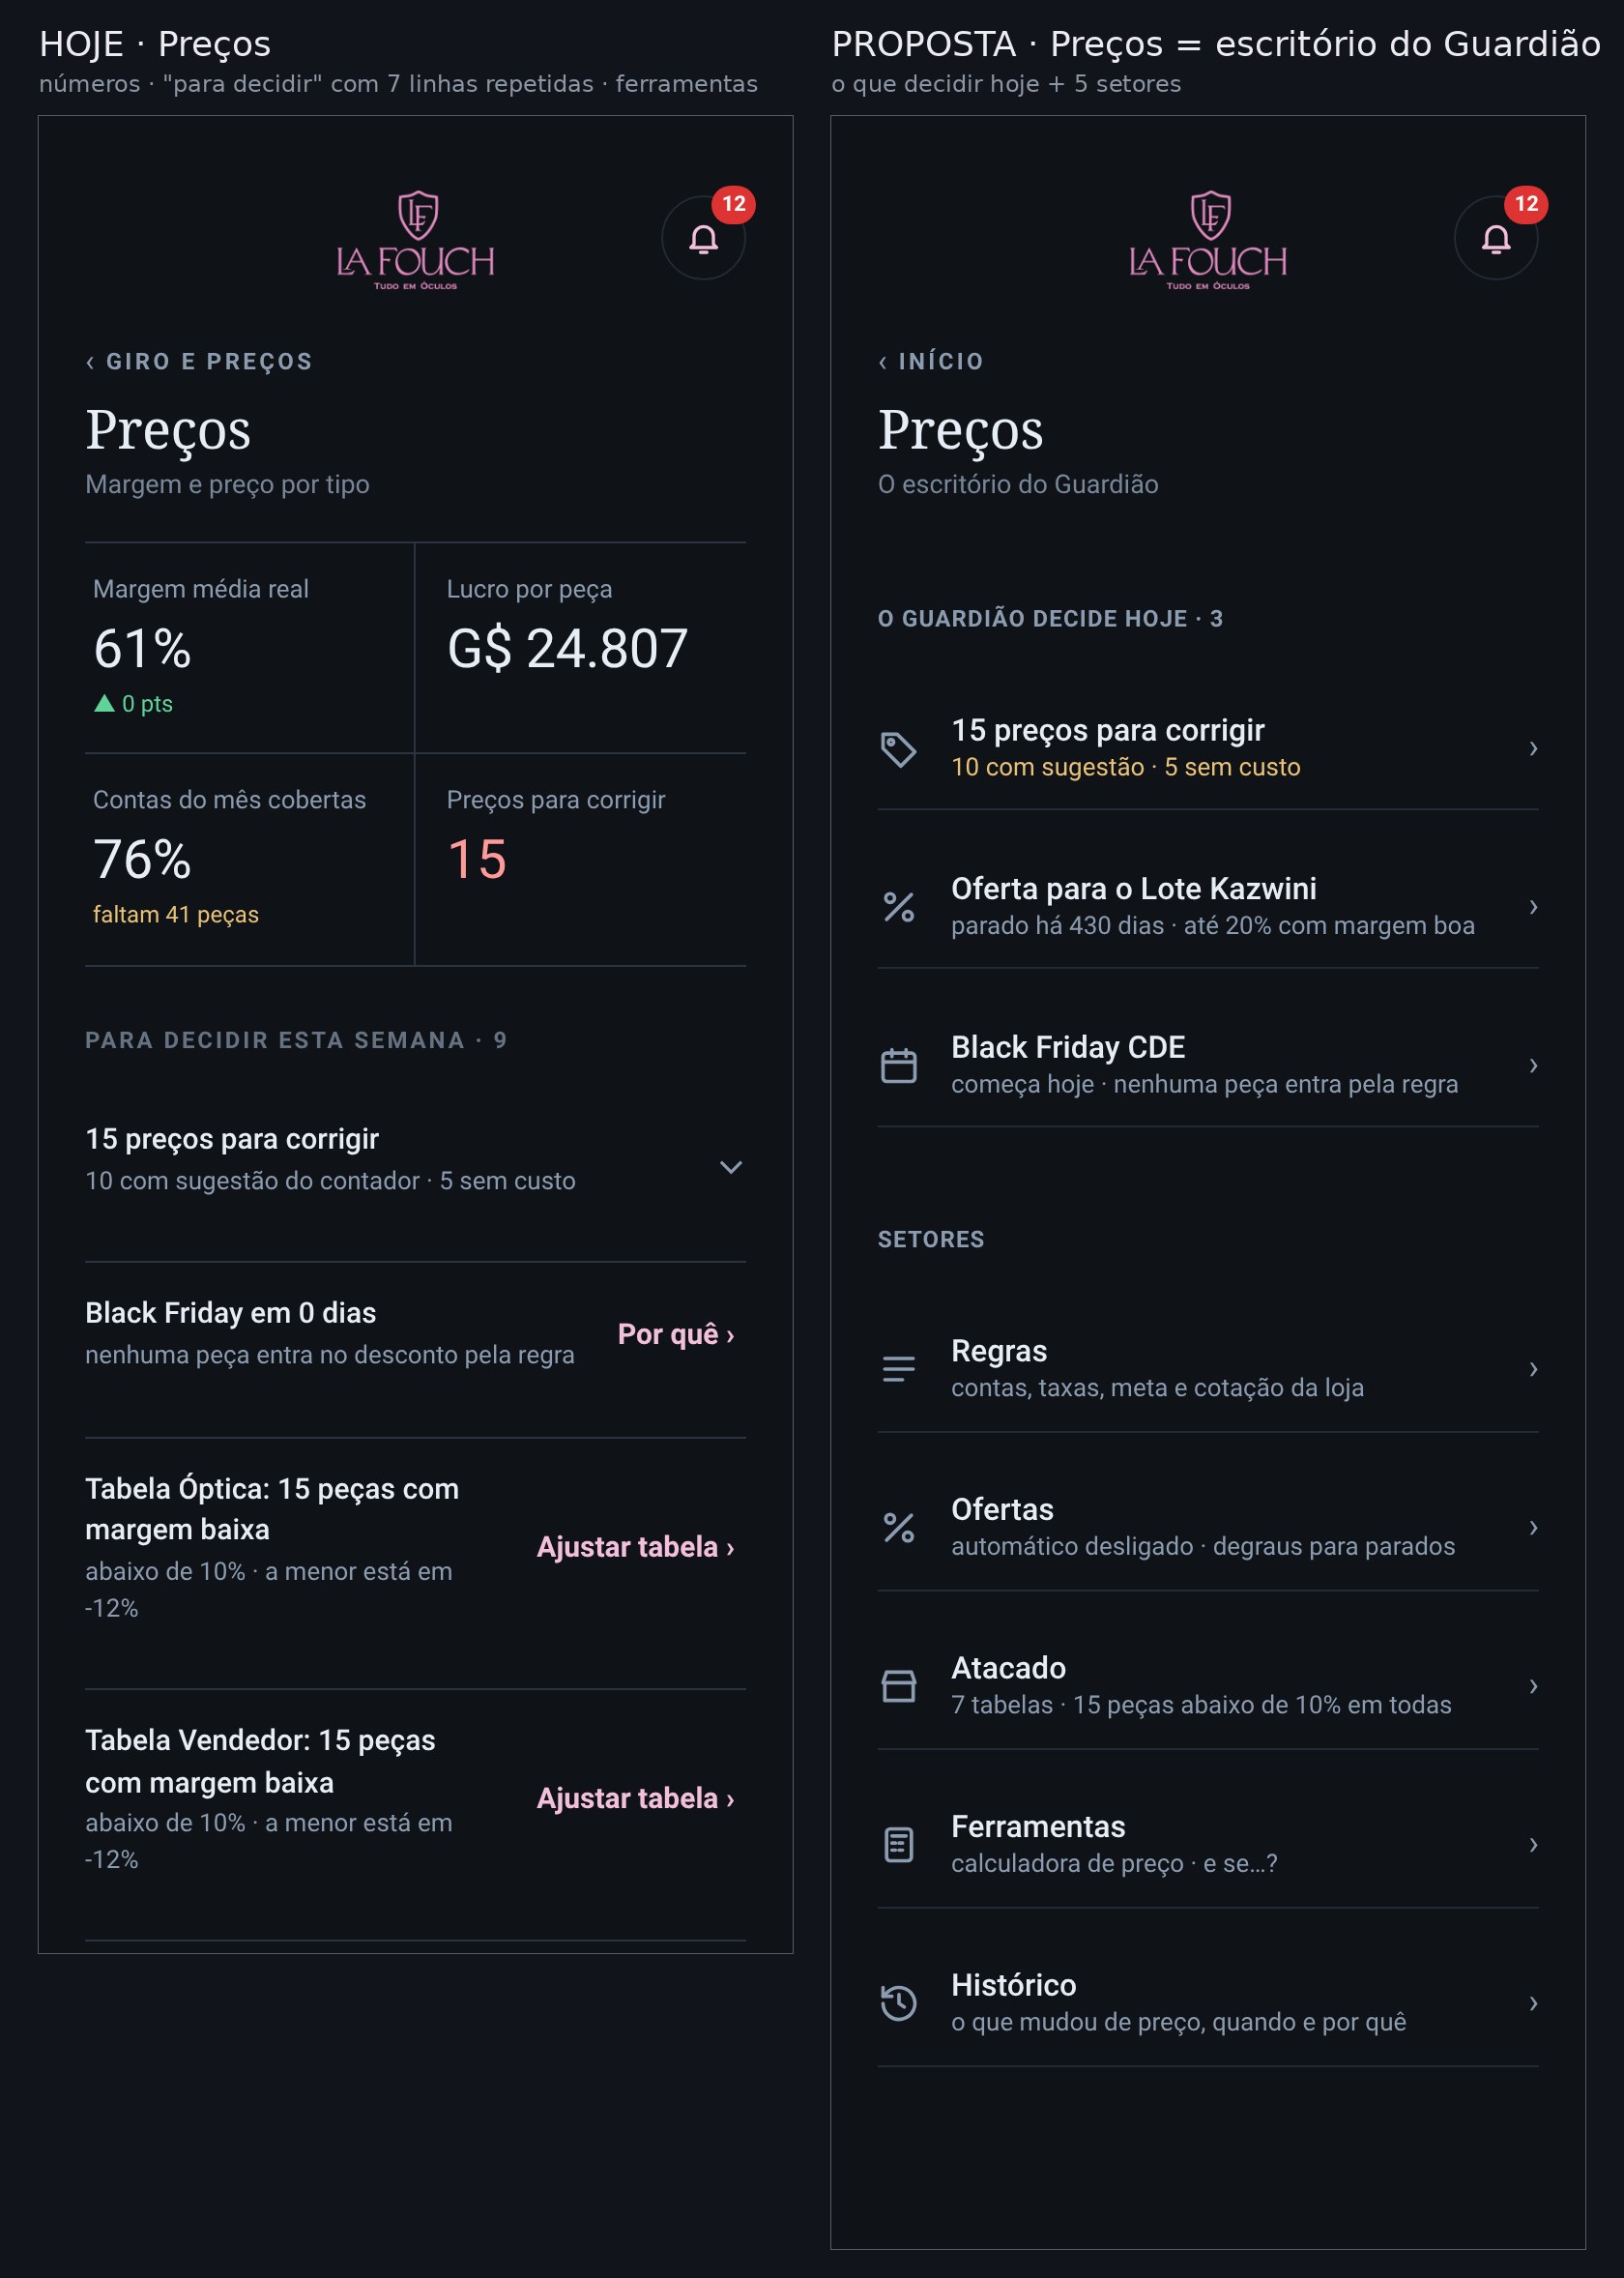 HOJE · Preços
números · "para decidir" com 7 linhas repetidas · ferramentas
LF
LA FOUCH
TUDO EM ÓCULOS
12
‹ GIRO E PREÇOS
Preços
Margem e preço por tipo
Margem média real
61%
▲ 0 pts
Lucro por peça
G$ 24.807
Contas do mês cobertas
76%
faltam 41 peças
Preços para corrigir
15
PARA DECIDIR ESTA SEMANA · 9
15 preços para corrigir
10 com sugestão do contador · 5 sem custo
Black Friday em 0 dias
nenhuma peça entra no desconto pela regra
Por quê ›
Tabela Óptica: 15 peças com
margem baixa
abaixo de 10% · a menor está em
-12%
Ajustar tabela ›
Tabela Vendedor: 15 peças
com margem baixa
abaixo de 10% · a menor está em
-12%
Ajustar tabela ›
PROPOSTA · Preços = escritório do Guardião
o que decidir hoje + 5 setores
LF
LA FOUCH
TUDO EM ÓCULOS
12
‹ INÍCIO
Preços
O escritório do Guardião
O GUARDIÃO DECIDE HOJE · 3
15 preços para corrigir
10 com sugestão · 5 sem custo
›
Oferta para o Lote Kazwini
parado há 430 dias · até 20% com margem boa
›
Black Friday CDE
começa hoje · nenhuma peça entra pela regra
›
SETORES
Regras
contas, taxas, meta e cotação da loja
›
Ofertas
automático desligado · degraus para parados
›
Atacado
7 tabelas · 15 peças abaixo de 10% em todas
›
Ferramentas
calculadora de preço · e se…?
›
Histórico
o que mudou de preço, quando e por quê
›